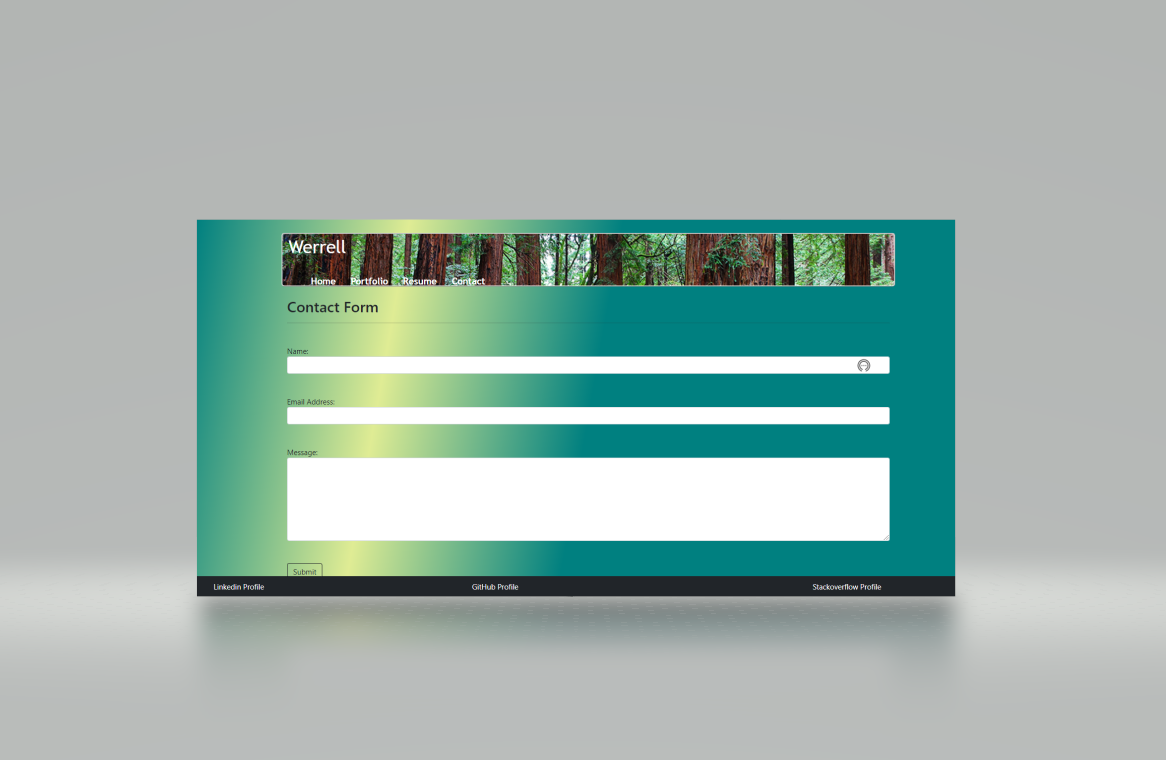 Werrell
Home Portfolio Resume Contact
Contact Form
Name:
Email Address:
Message:
Submit
Linkedin Profile GitHub Profile Stackoverflow Profile